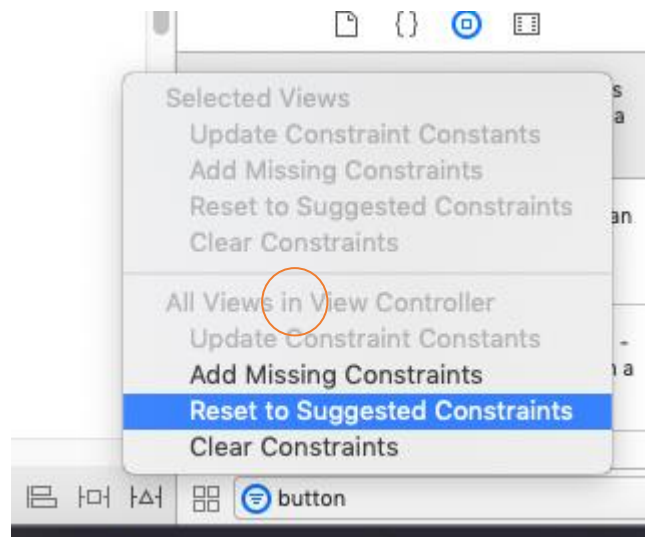 s
a
Selected Views
Update Constraint Constants
Add Missing Constraints
Reset to Suggested Constraints
an
Clear Constraints
All Views in View Controller
Update Constraint Constants
-
Add Missing Constraints
a
Reset to Suggested Constraints
Clear Constraints
button